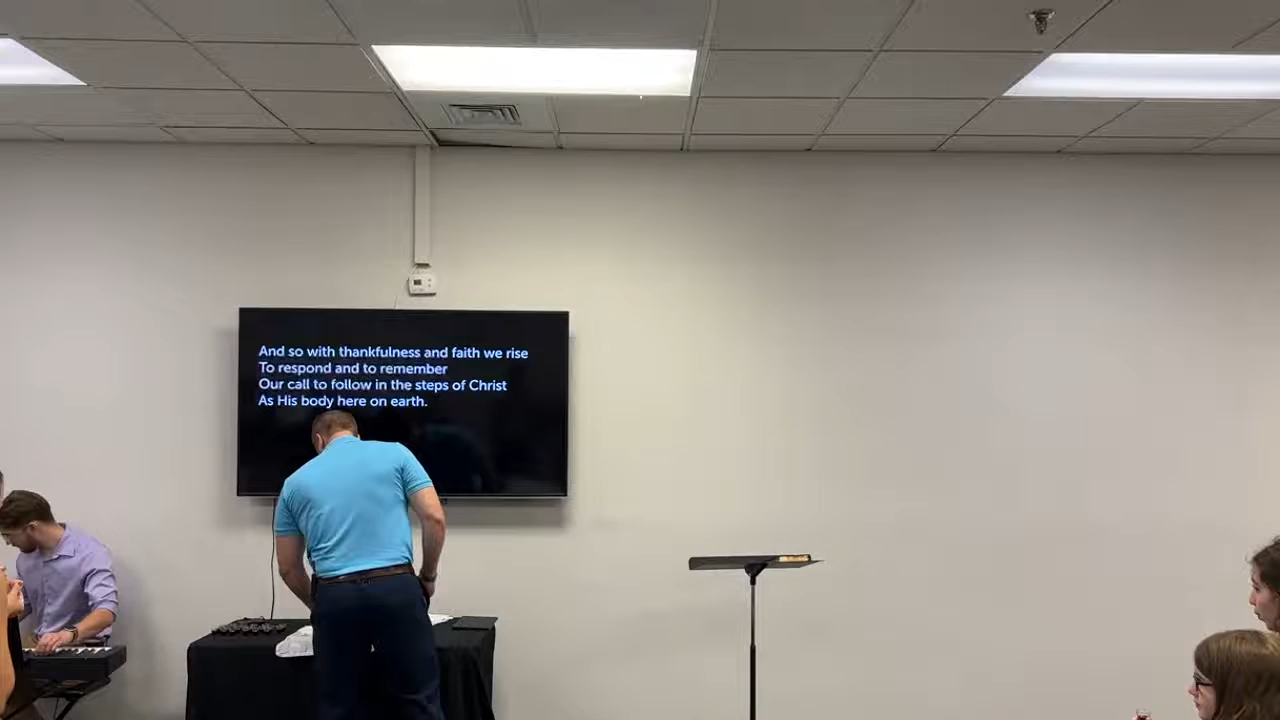 And so with thankfulness and faith we rise
To respond and to remember
Our call to follow in the steps of Christ
As His body here on earth.